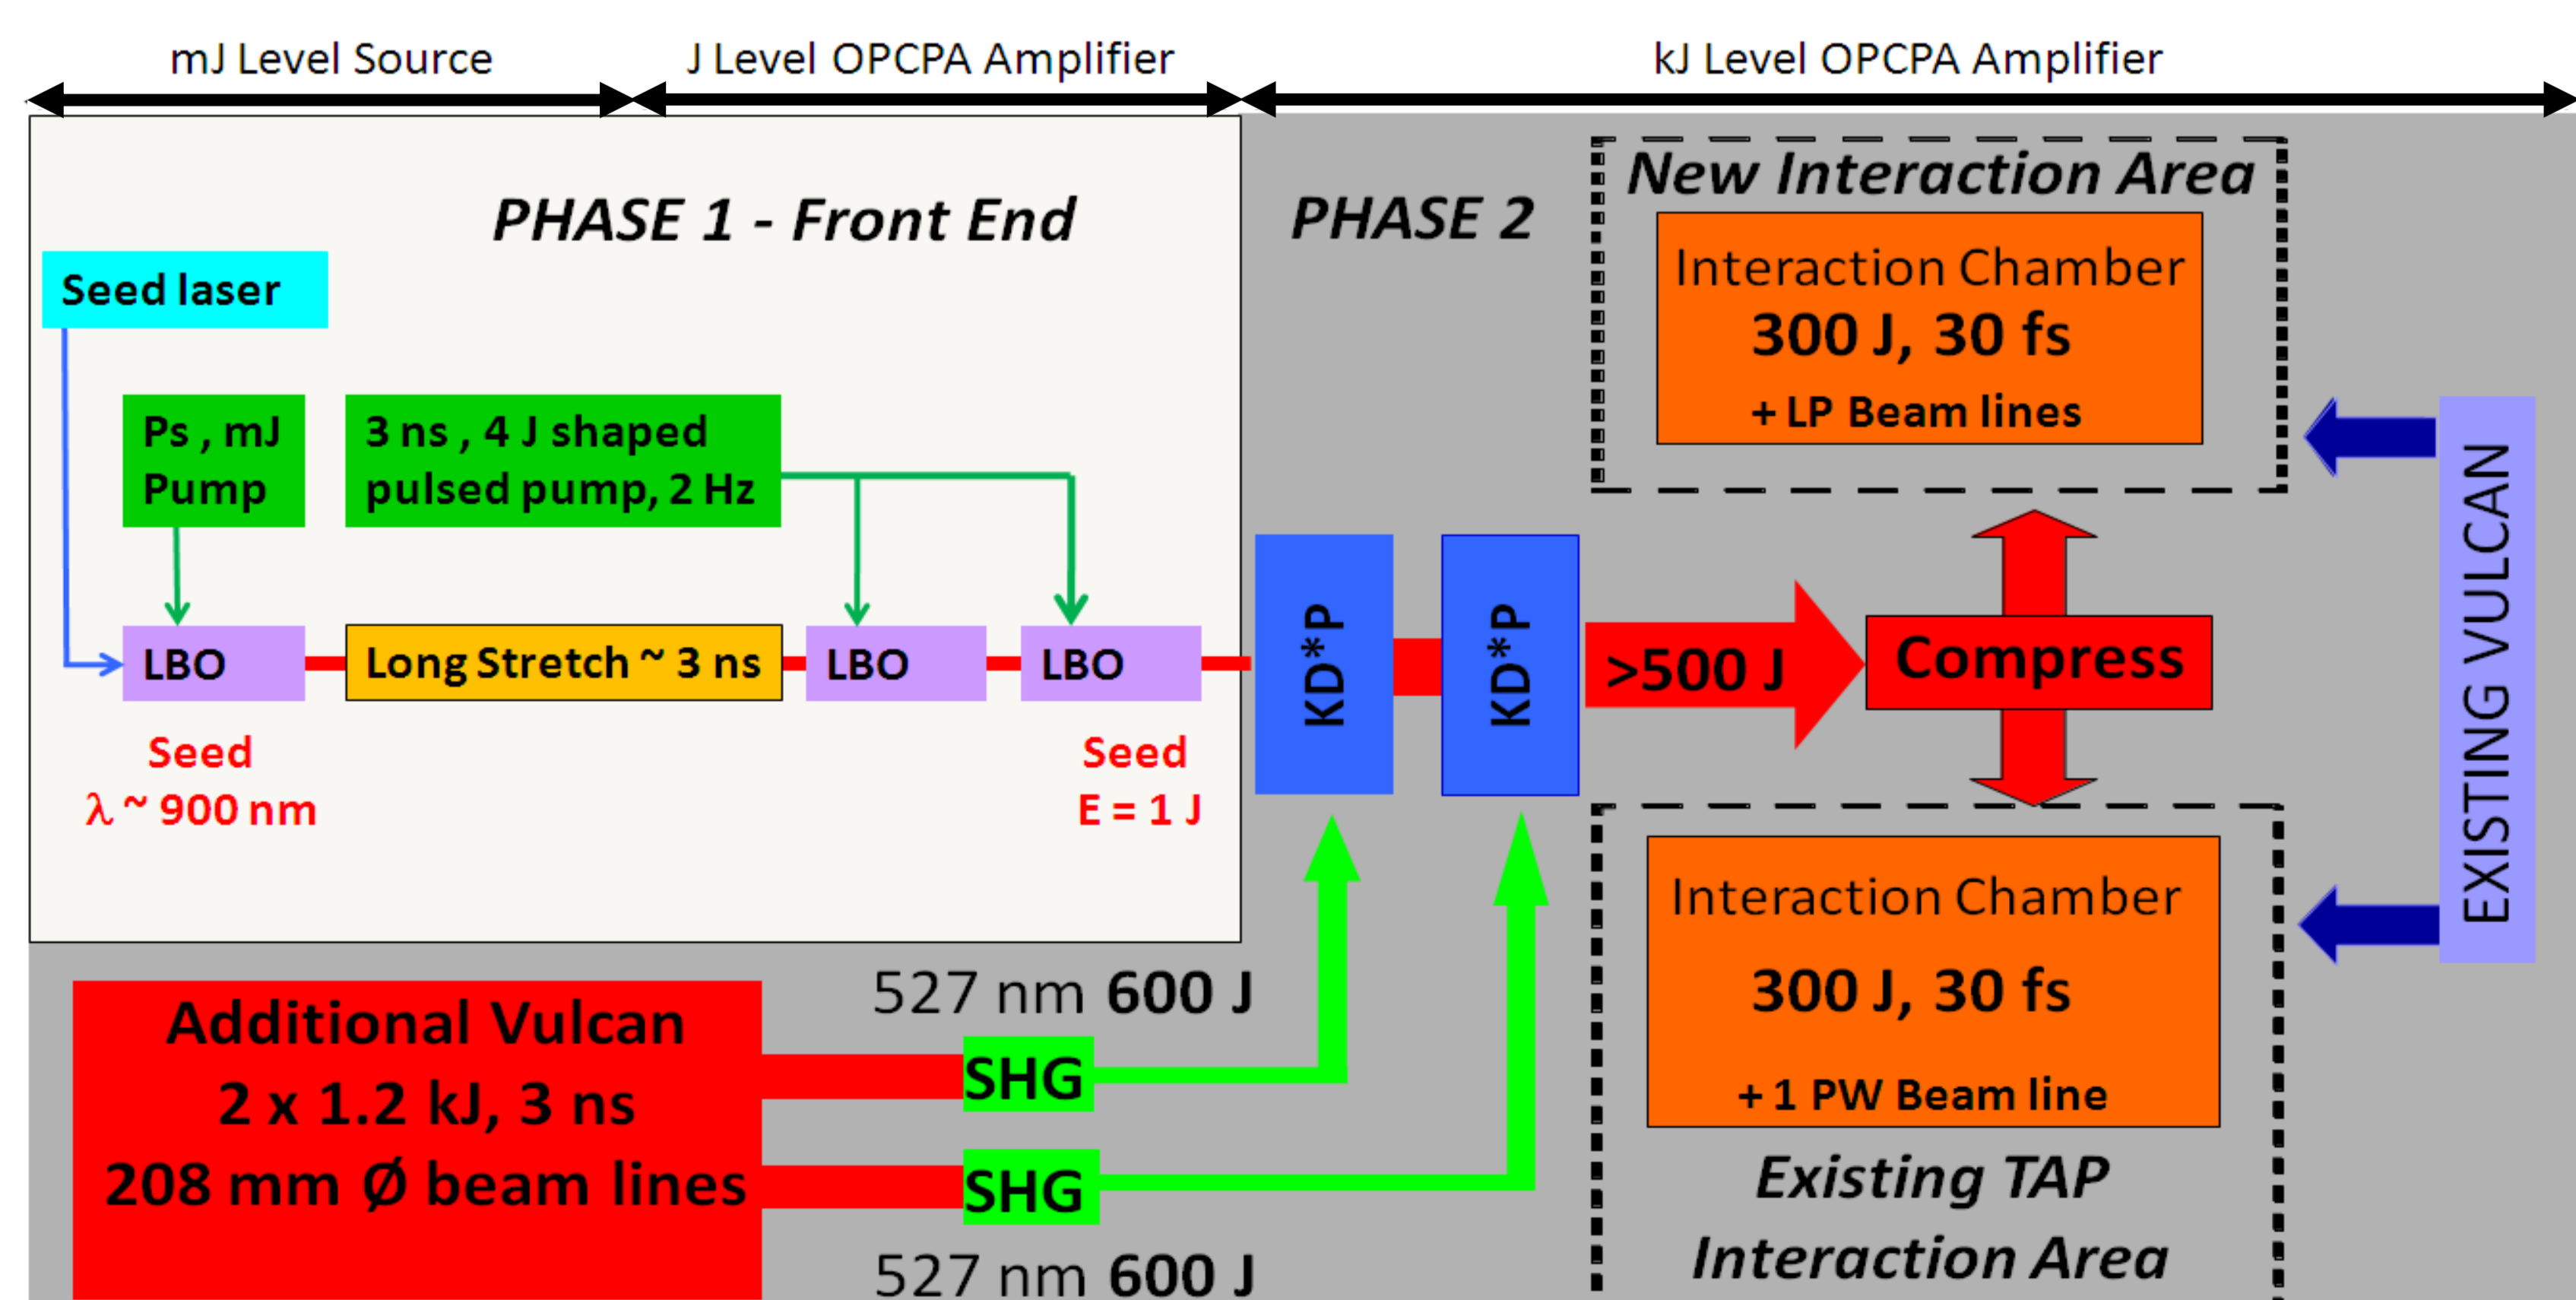 mJ Level Source
J Level OPCPA Amplifier
kJ Level OPCPA Amplifier
PHASE 1 - Front End
Seed laser
Ps , mJ
Pump
3 ns , 4 J shaped
pulsed pump, 2 Hz
LBO
Long Stretch ~ 3 ns
LBO
LBO
Seed
λ ~ 900 nm
Seed
E = 1 J
PHASE 2
KD*P
KD*P
>500 J
Compress
New Interaction Area
Interaction Chamber
300 J, 30 fs
+ LP Beam lines
EXISTING VULCAN
Interaction Chamber
300 J, 30 fs
+ 1 PW Beam line
Existing TAP
Interaction Area
Additional Vulcan
2 x 1.2 kJ, 3 ns
208 mm Ø beam lines
527 nm 600 J
SHG
SHG
527 nm 600 J